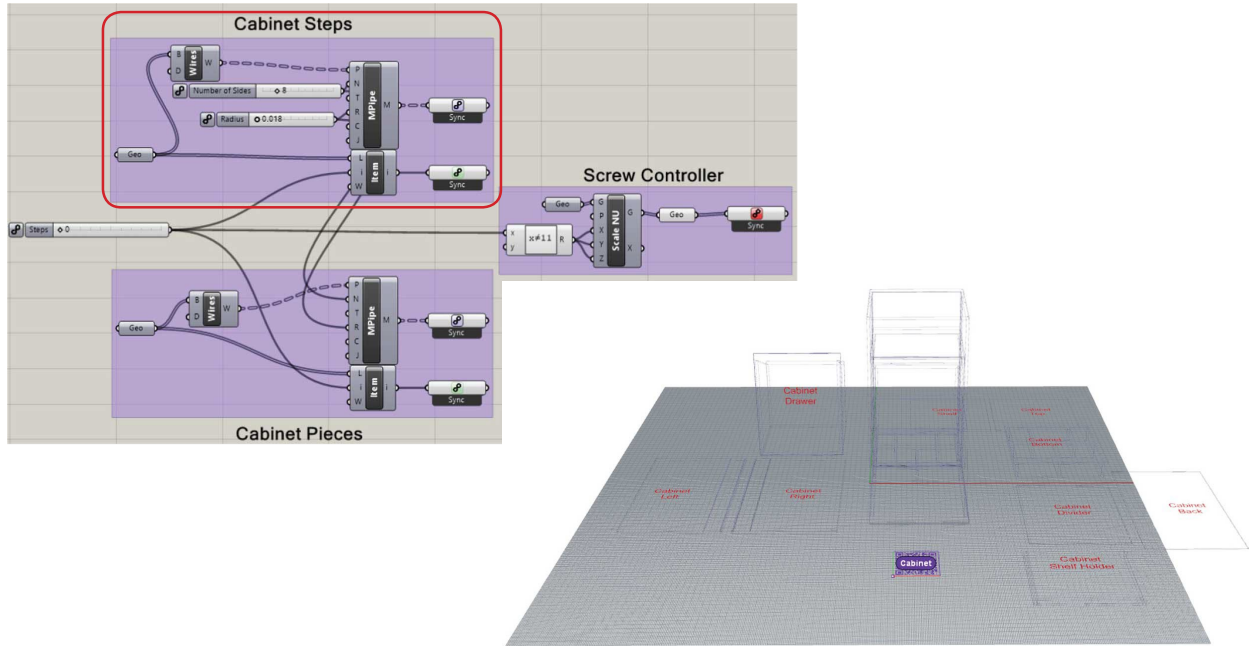 Cabinet Steps
B
D
Wires
W
Number of Sides
8
Radius
0.018
P
N
T
R
C
J
MPipe
M
Sync
Geo
L
i
W
Item
i
Sync
Steps
0
Screw Controller
Geo
x
y
x≠11
R
G
P
X
Y
Z
Scale NU
G
X
Geo
Sync
B
D
Wires
W
Geo
P
N
T
R
C
J
MPipe
M
Sync
L
i
W
Item
i
Sync
Cabinet Pieces
Cabinet
Drawer
Cabinet
Cabinet
Cabinet
Bottom
Cabinet
Left
Cabinet
Right
Cabinet
Divider
Cabinet
Back
Cabinet
Cabinet
Shelf Holder